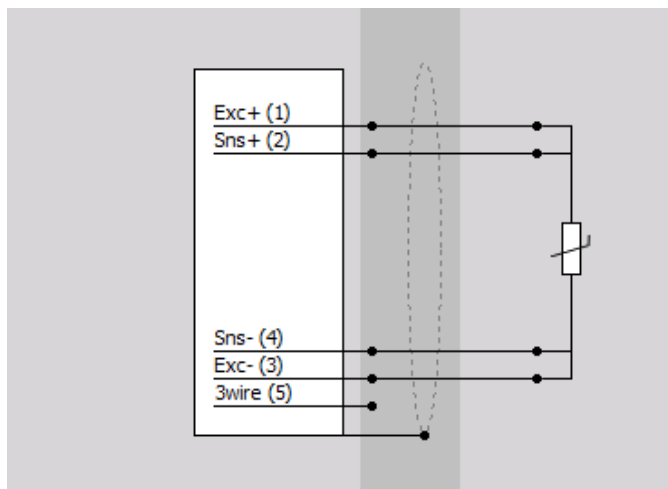 Exc+ (1)
Sns+ (2)
Sns- (4)
Exc- (3)
3wire (5)